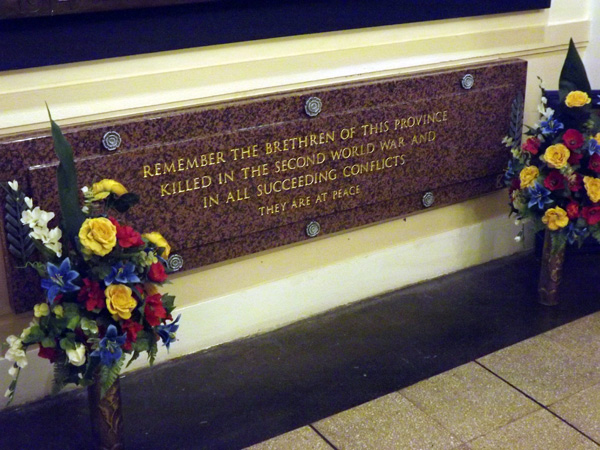 REMEMBER THE BRETHREN OF THIS PROVINCE
KILLED IN THE SECOND WORLD WAR AND
IN ALL SUCCEEDING CONFLICTS
THEY ARE AT PEACE